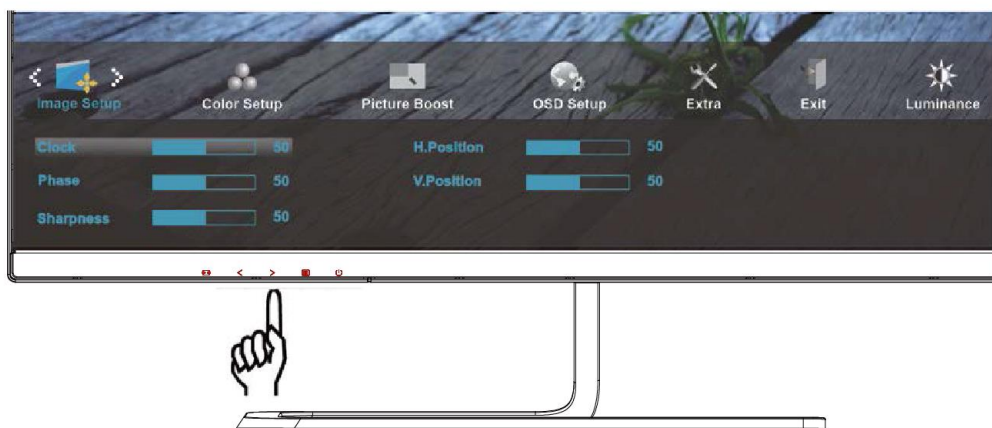 Image Setup Color Setup Picture Boost OSD Setup Extra Exit Luminance
Clock 50 H.Position 50
Phase 50 V.Position 50
Sharpness 50